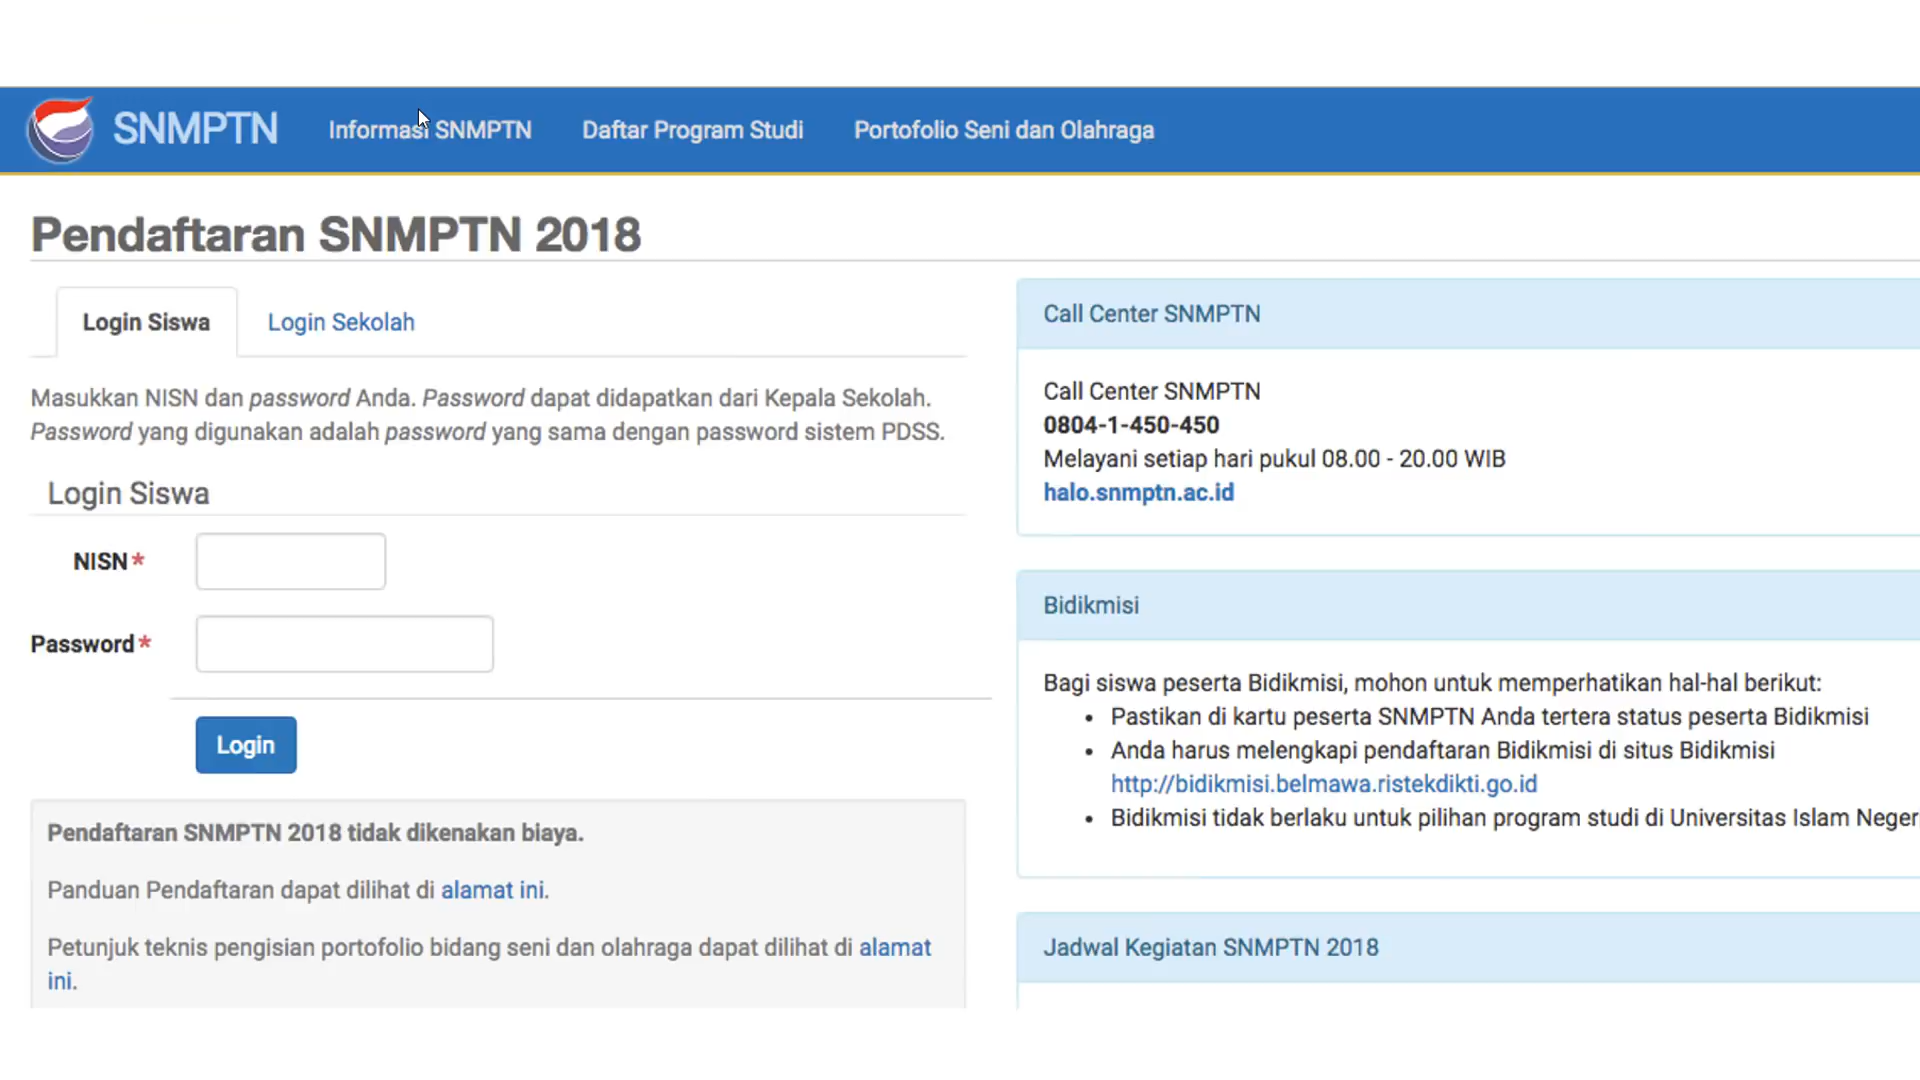 SNMPTN
Informasi SNMPTN
Daftar Program Studi
Portofolio Seni dan Olahraga
Pendaftaran SNMPTN 2018
Login Siswa
Login Sekolah
Masukkan NISN dan password Anda. Password dapat didapatkan dari Kepala Sekolah.
Password yang digunakan adalah password yang sama dengan password sistem PDSS.
Login Siswa
NISN*
Password*
Login
Pendaftaran SNMPTN 2018 tidak dikenakan biaya.
Panduan Pendaftaran dapat dilihat di alamat ini.
Petunjuk teknis pengisian portofolio bidang seni dan olahraga dapat dilihat di alamat
ini.
Call Center SNMPTN
Call Center SNMPTN
0804-1-450-450
Melayani setiap hari pukul 08.00 - 20.00 WIB
halo.snmptn.ac.id
Bidikmisi
Bagi siswa peserta Bidikmisi, mohon untuk memperhatikan hal-hal berikut:
• Pastikan di kartu peserta SNMPTN Anda tertera status peserta Bidikmisi
• Anda harus melengkapi pendaftaran Bidikmisi di situs Bidikmisi
http://bidikmisi.belmawa.ristekdikti.go.id
• Bidikmisi tidak berlaku untuk pilihan program studi di Universitas Islam Neger
Jadwal Kegiatan SNMPTN 2018